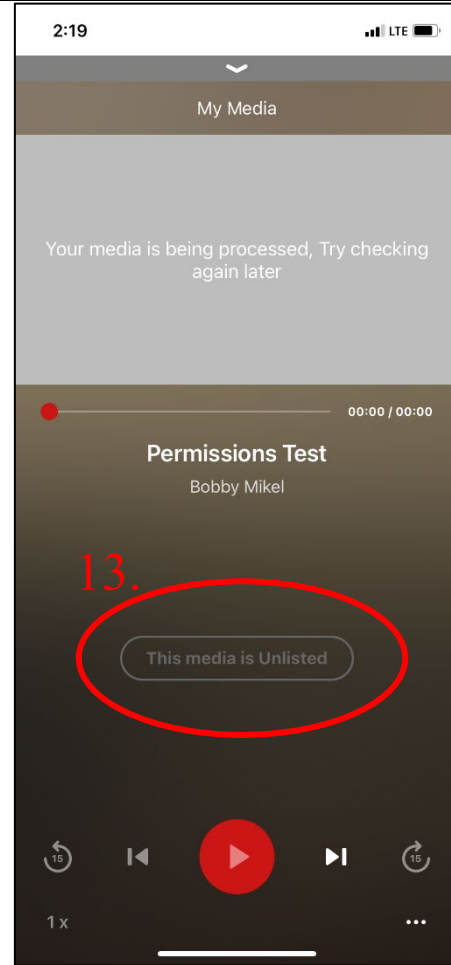 2:19 LTE
My Media
Your media is being processed, Try checking
again later
00:00 / 00:00
Permissions Test
Bobby Mikel
13.
This media is Unlisted
15 15
1 x